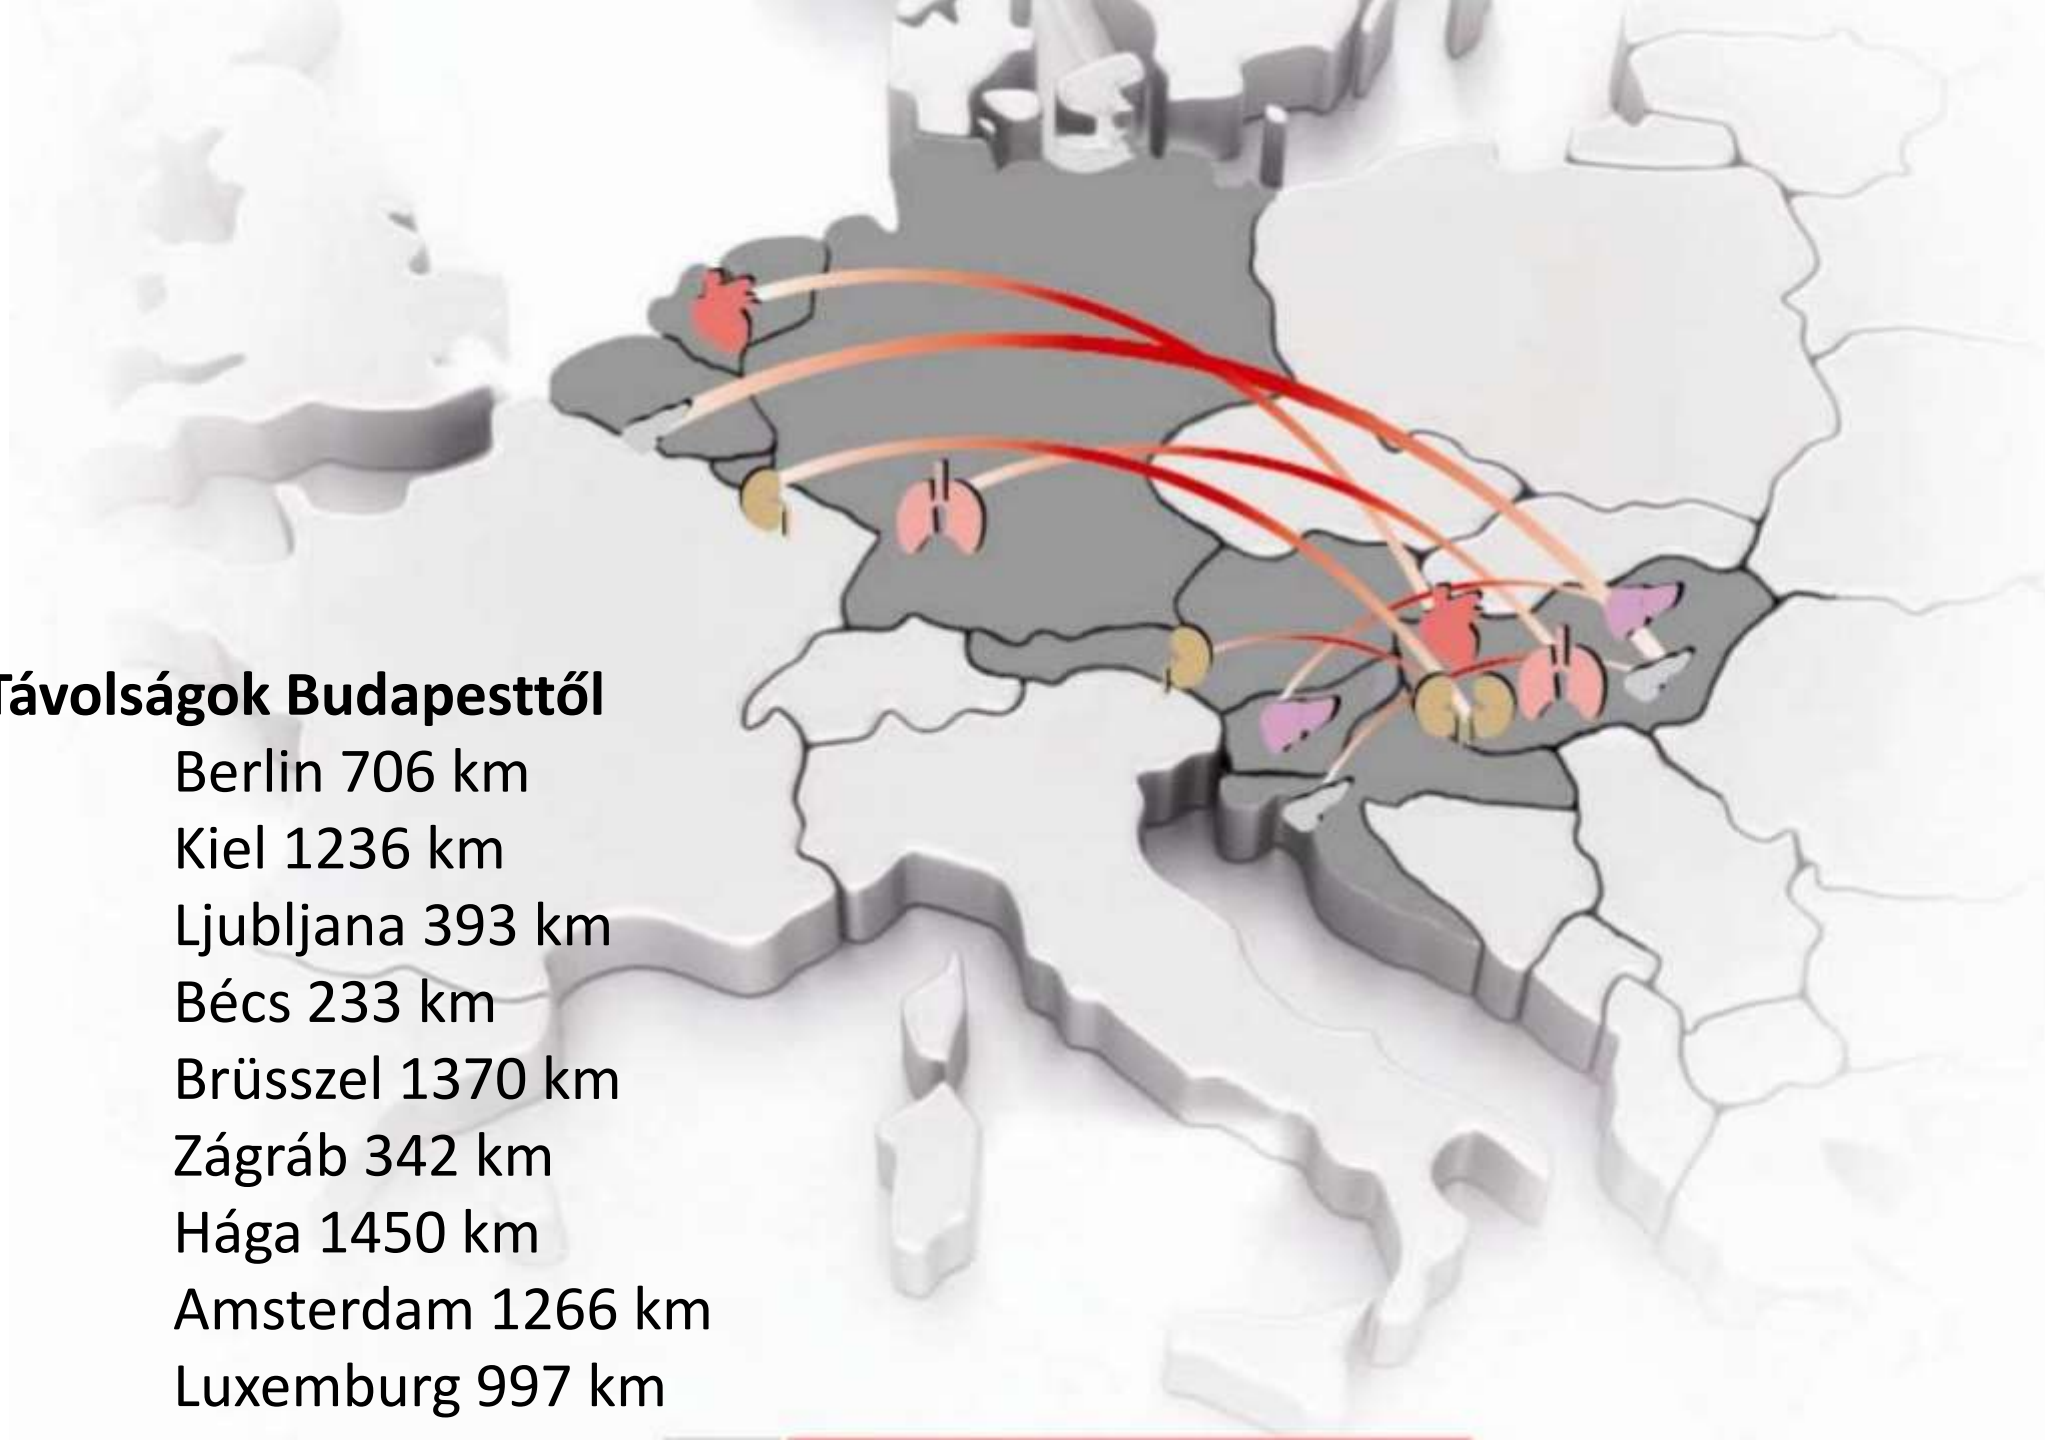 Távolságok Budapesttől
Berlin 706 km
Kiel 1236 km
Ljubljana 393 km
Bécs 233 km
Brüsszel 1370 km
Zágráb 342 km
Hága 1450 km
Amsterdam 1266 km
Luxemburg 997 km